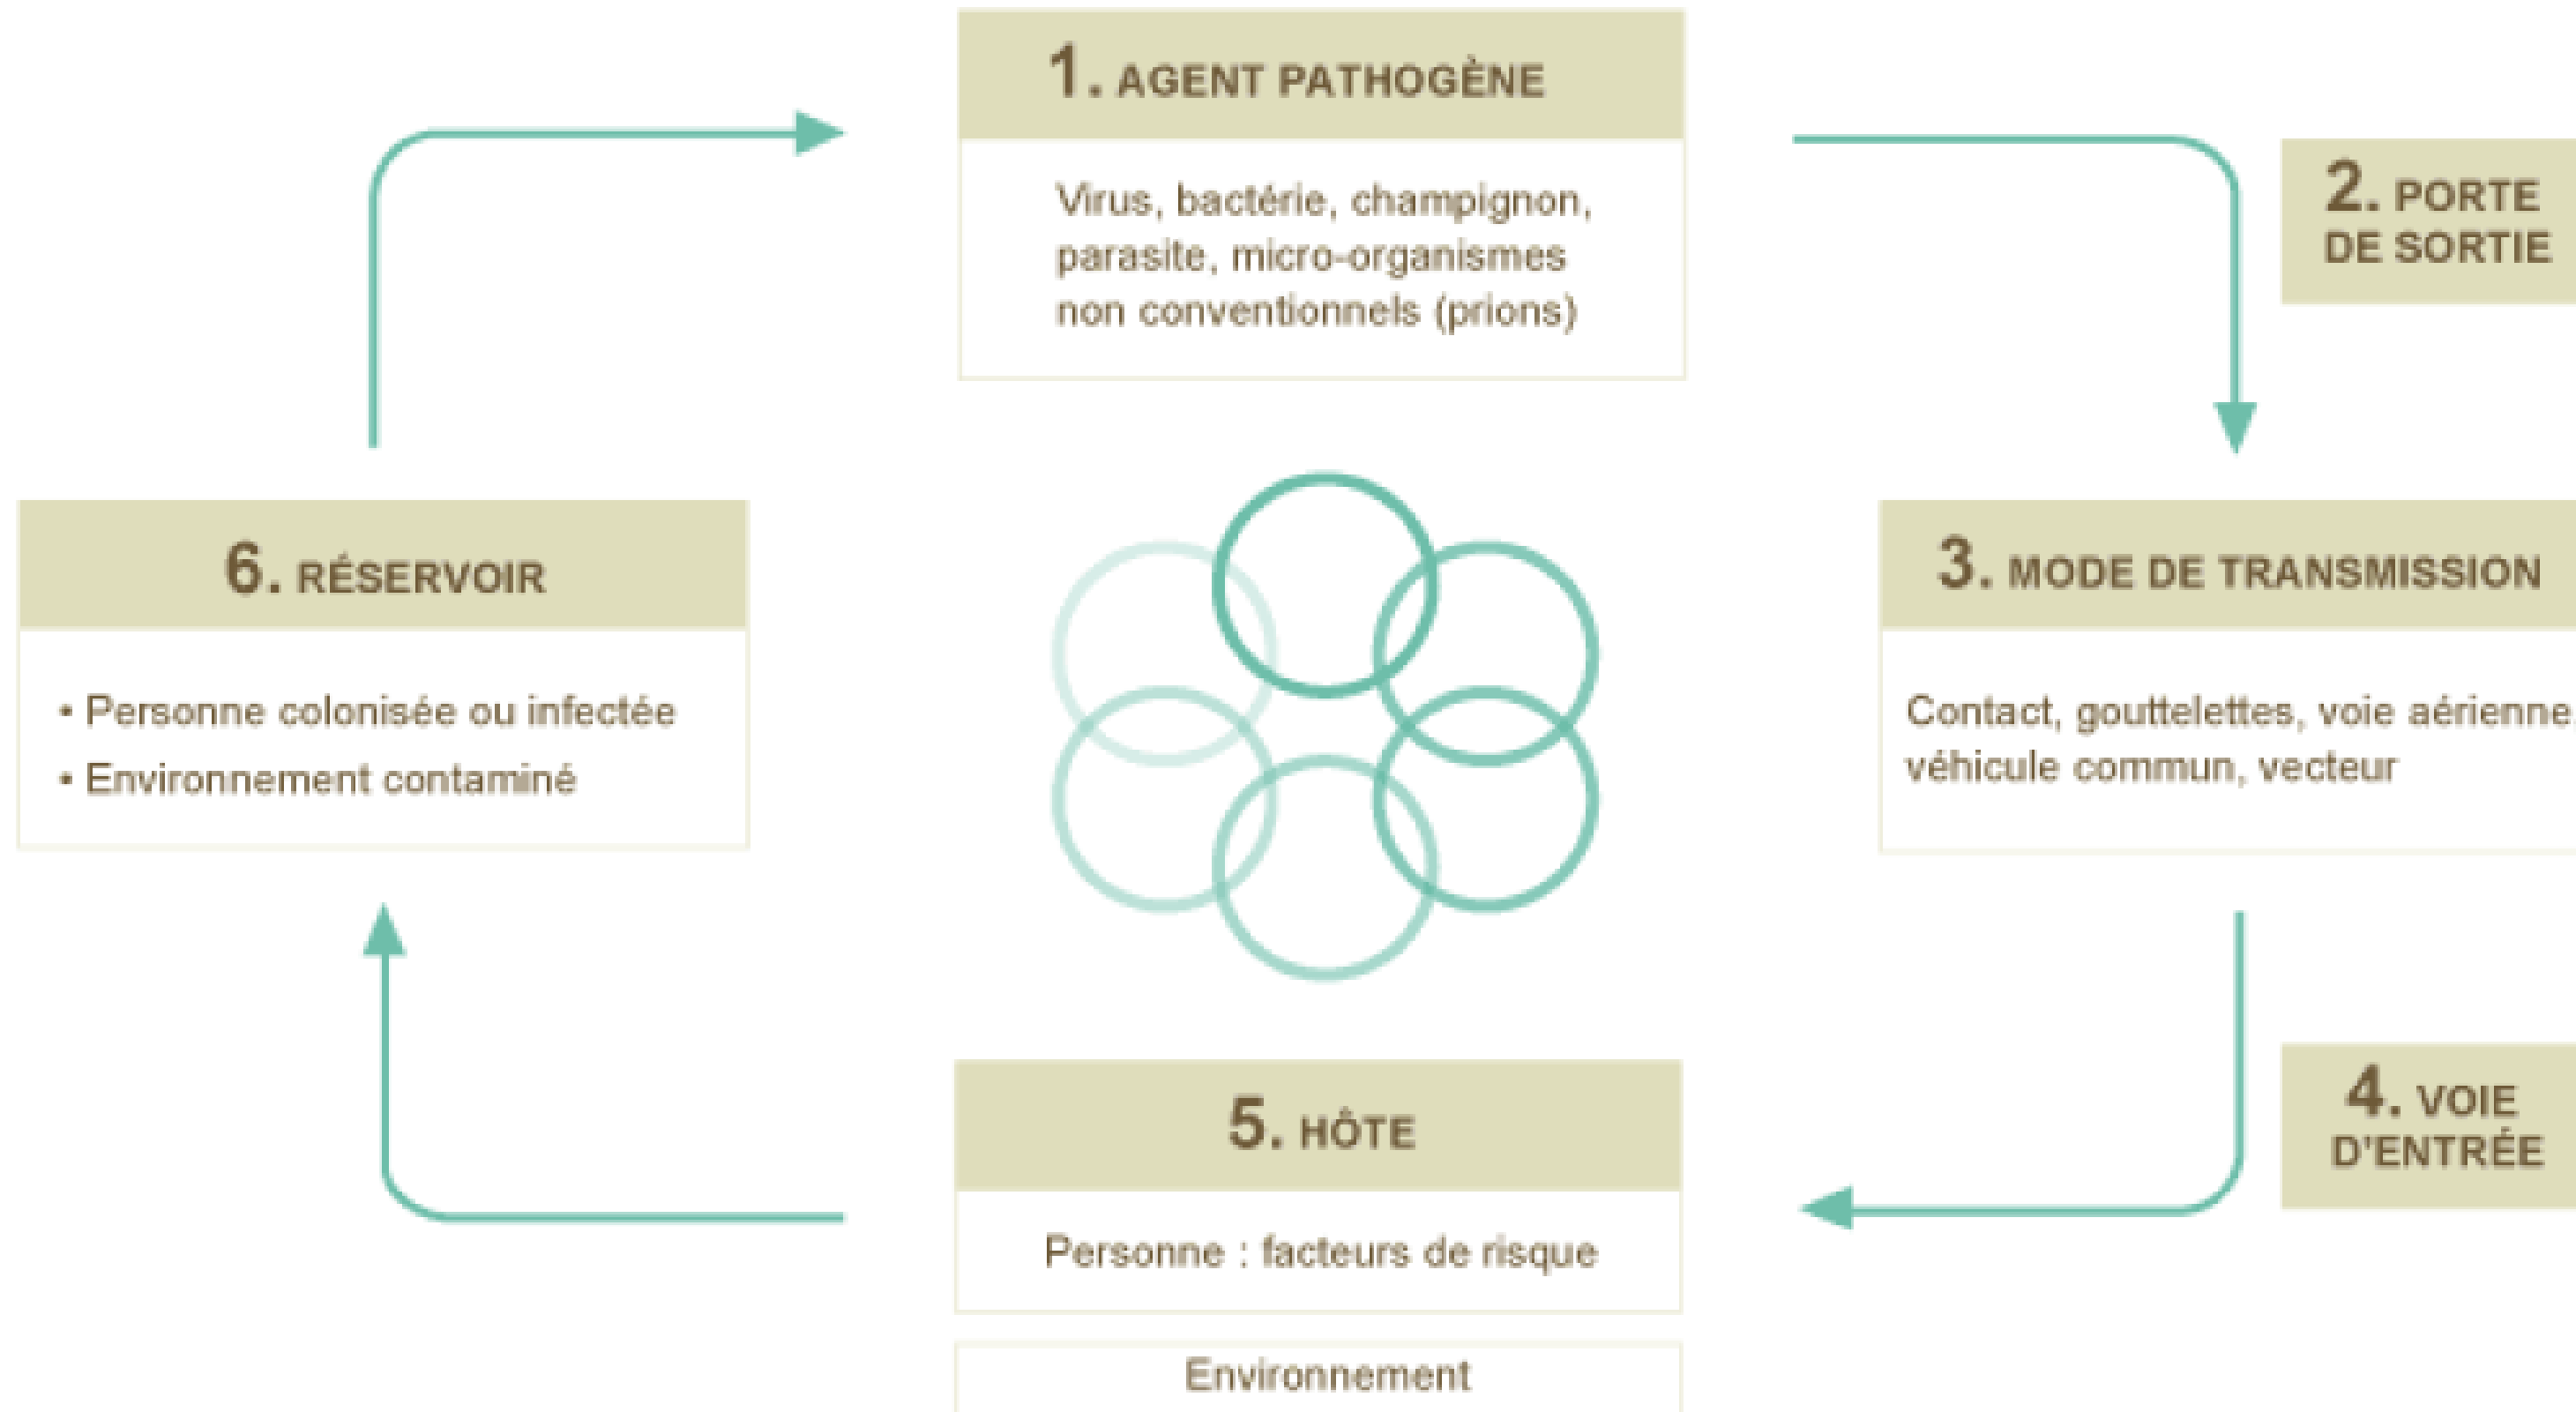 1. AGENT PATHOGÈNE
Virus, bactérie, champignon,
parasite, micro-organismes
non conventionnels (prions)
2. PORTE
DE SORTIE
3. MODE DE TRANSMISSION
Contact, gouttelettes, voie aérienne,
véhicule commun, vecteur
4. VOIE
D'ENTRÉE
5. HÔTE
Personne : facteurs de risque
Environnement
6. RÉSERVOIR
• Personne colonisée ou infectée
• Environnement contaminé